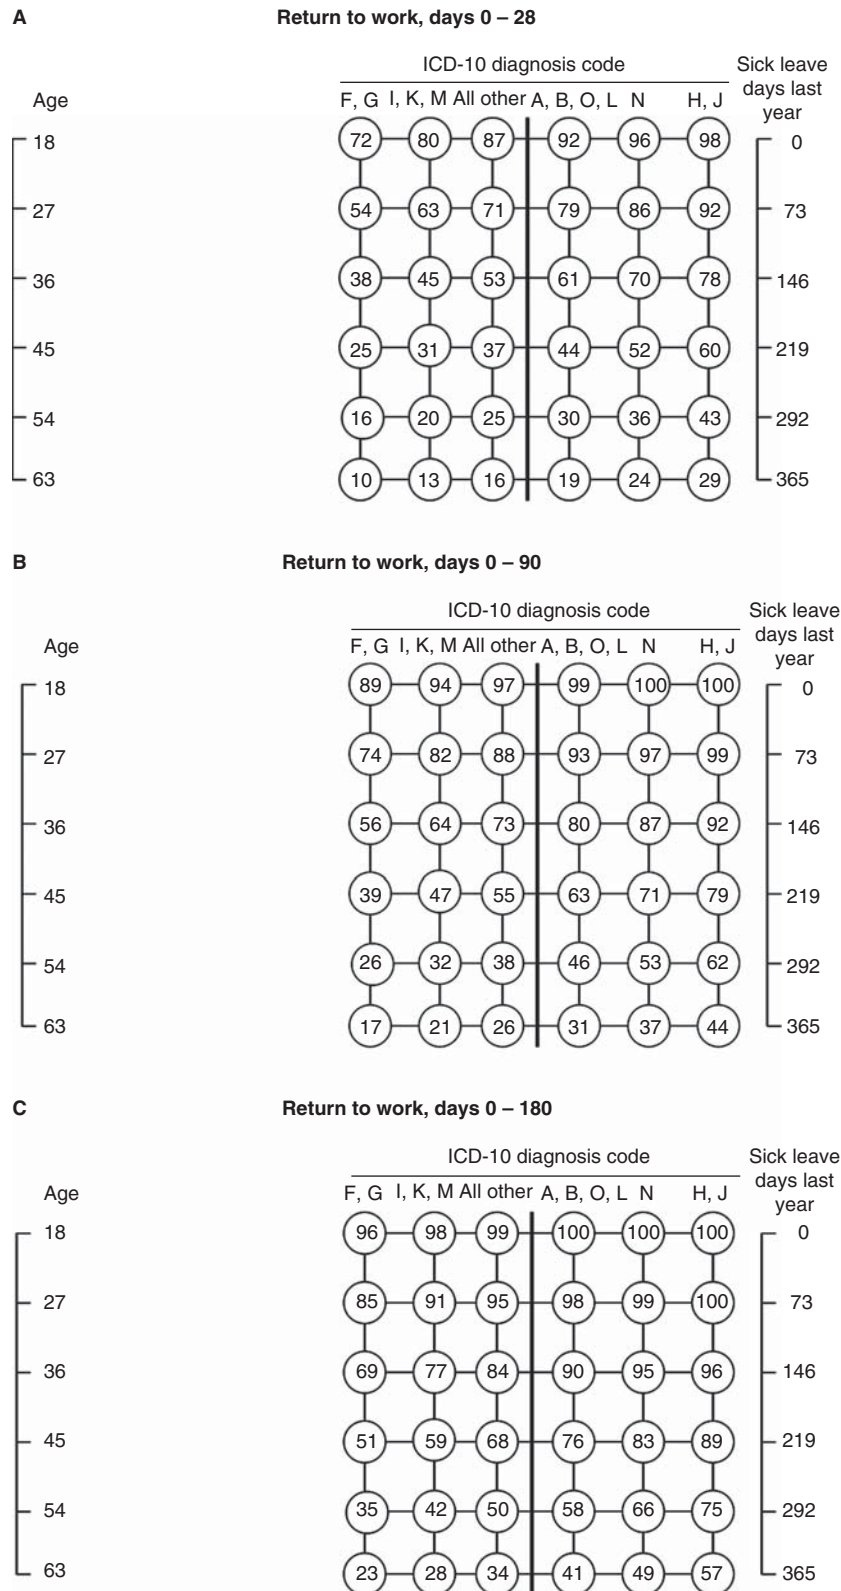 A Return to work, days 0 – 28
ICD-10 diagnosis code Sick leave
days last
year
Age F, G I, K, M All other A, B, O, L N H, J
18 72 80 87 92 96 98 0
27 54 63 71 79 86 92 73
36 38 45 53 61 70 78 146
45 25 31 37 44 52 60 219
54 16 20 25 30 36 43 292
63 10 13 16 19 24 29 365
B Return to work, days 0 – 90
ICD-10 diagnosis code Sick leave
days last
year
Age F, G I, K, M All other A, B, O, L N H, J
18 89 94 97 99 100 100 0
27 74 82 88 93 97 99 73
36 56 64 73 80 87 92 146
45 39 47 55 63 71 79 219
54 26 32 38 46 53 62 292
63 17 21 26 31 37 44 365
C Return to work, days 0 – 180
ICD-10 diagnosis code Sick leave
days last
year
Age F, G I, K, M All other A, B, O, L N H, J
18 96 98 99 100 100 100 0
27 85 91 95 98 99 100 73
36 69 77 84 90 95 96 146
45 51 59 68 76 83 89 219
54 35 42 50 58 66 75 292
63 23 28 34 41 49 57 365